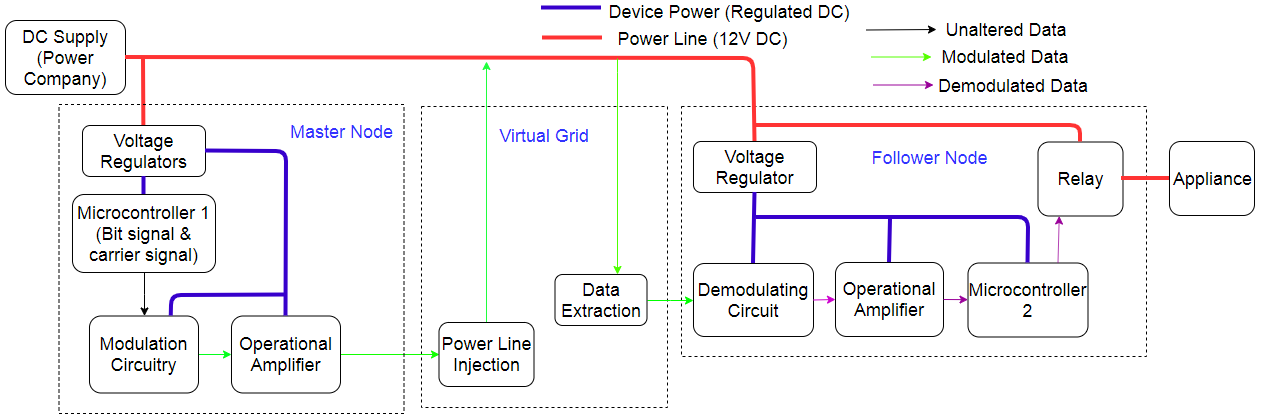 Device Power (Regulated DC)
Power Line (12V DC)
Unaltered Data
Modulated Data
Demodulated Data
DC Supply
(Power
Company)
Master Node
Voltage
Regulators
Microcontroller 1
(Bit signal &
carrier signal)
Modulation
Circuitry
Operational
Amplifier
Virtual Grid
Power Line
Injection
Data
Extraction
Follower Node
Voltage
Regulator
Demodulating
Circuit
Operational
Amplifier
Microcontroller
2
Relay
Appliance